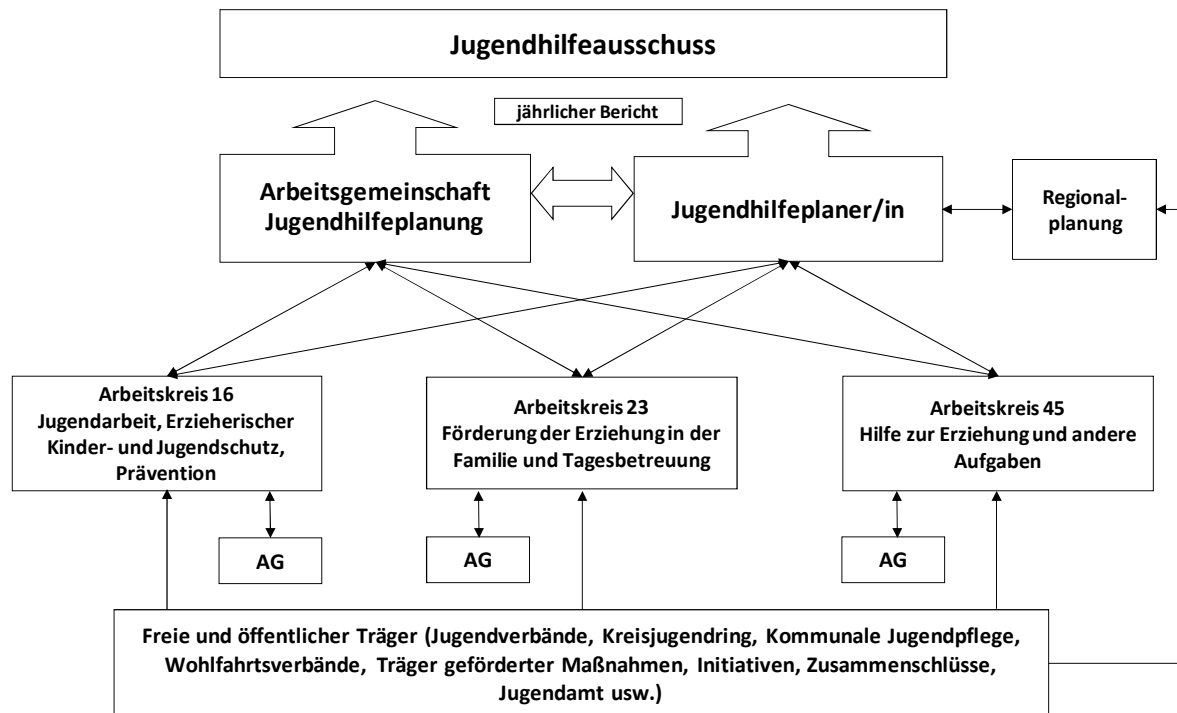 Jugendhilfeausschuss
jährlicher Bericht
Arbeitsgemeinschaft
Jugendhilfeplanung
Jugendhilfeplaner/in
Regional-
planung
Arbeitskreis 16
Jugendarbeit, Erzieherischer
Kinder- und Jugendschutz,
Prävention
Arbeitskreis 23
Förderung der Erziehung in der
Familie und Tagesbetreuung
Arbeitskreis 45
Hilfe zur Erziehung und andere
Aufgaben
AG
AG
AG
Freie und öffentlicher Träger (Jugendverbände, Kreisjugendring, Kommunale Jugendpflege,
Wohlfahrtsverbände, Träger geförderter Maßnahmen, Initiativen, Zusammenschlüsse,
Jugendamt usw.)